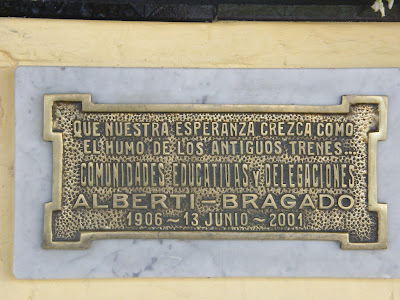 QUE NUESTRA ESPERANZA CREZCA COMO
EL HUMO DE LOS ANTIGUOS TRENES...
COMUNIDADES EDUCATIVAS Y DELEGACIONES
ALBERTI - BRAGADO
1906 ~ 13 JUNIO ~ 2001